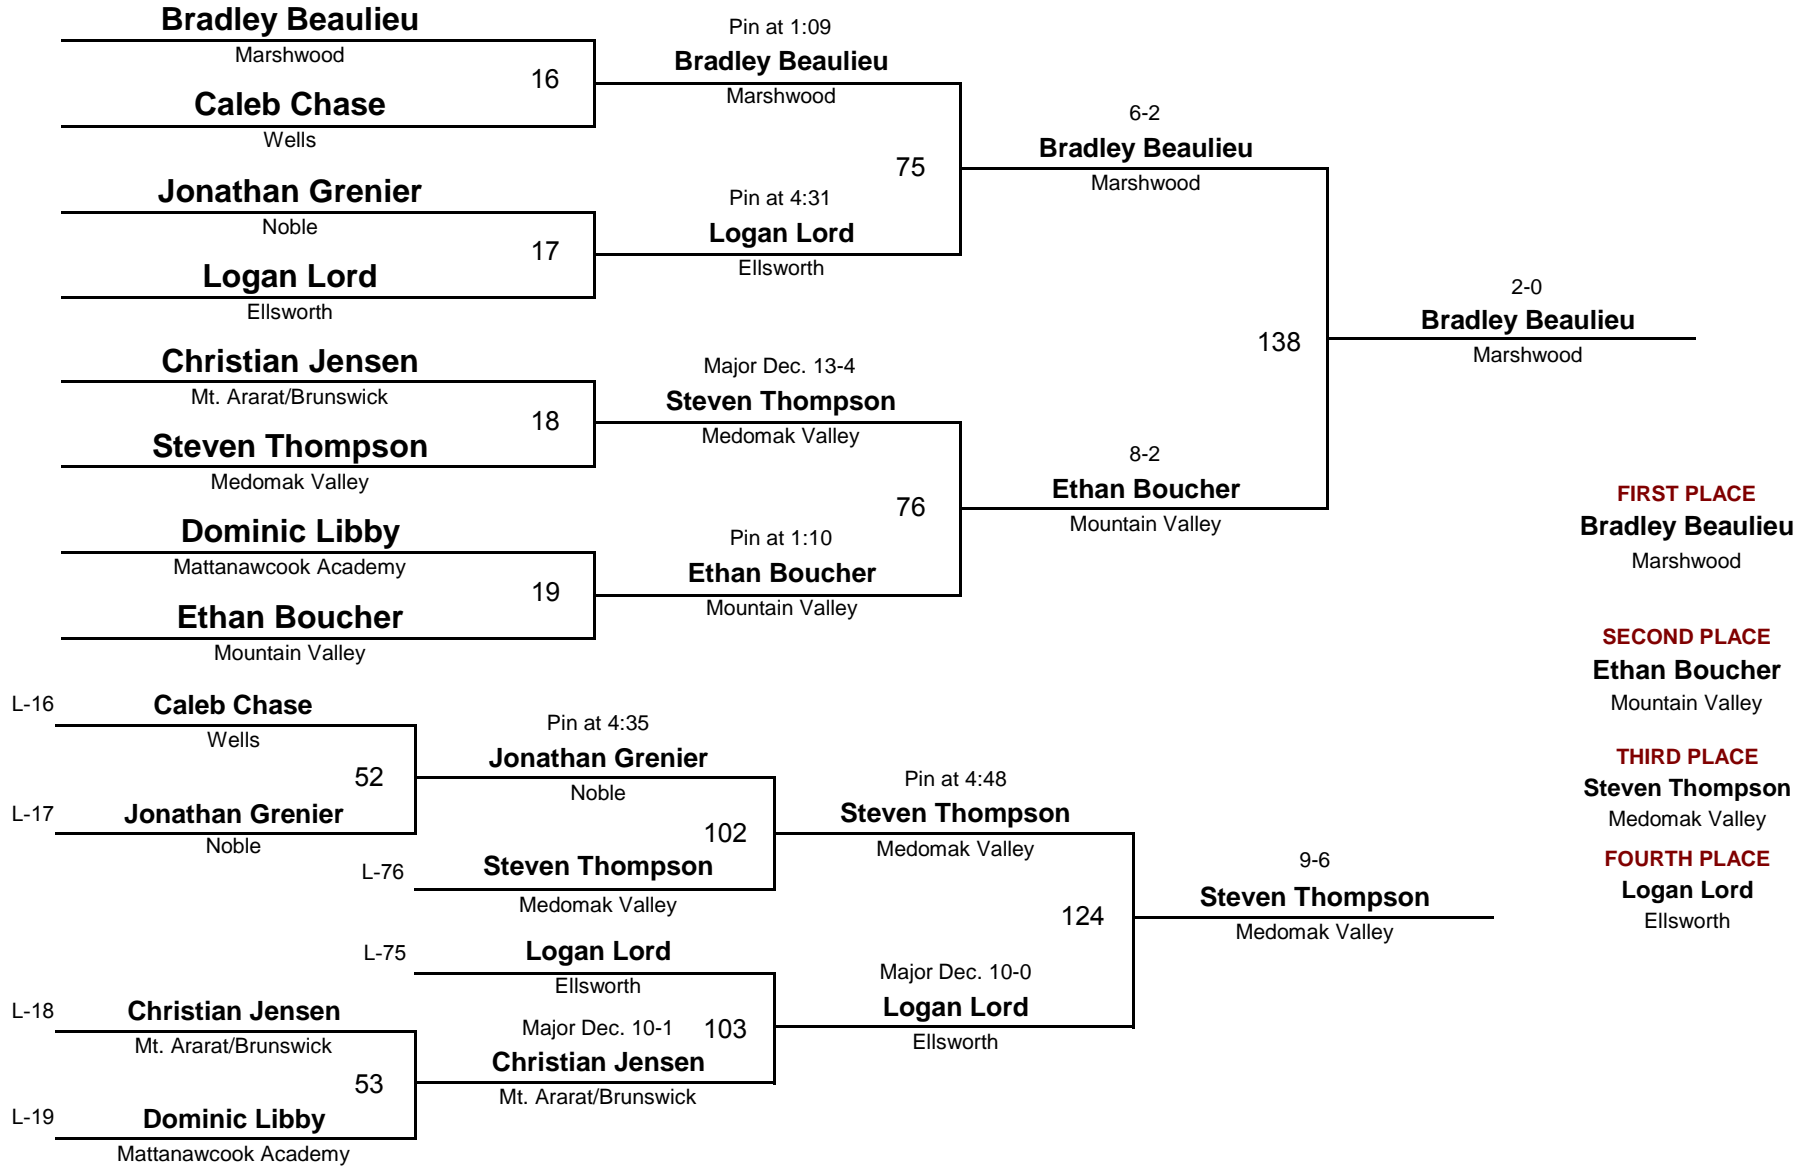 Bradley Beaulieu
Marshwood
16
Caleb Chase
Wells
Jonathan Grenier
Noble
17
Logan Lord
Ellsworth
Christian Jensen
Mt. Ararat/Brunswick
18
Steven Thompson
Medomak Valley
Dominic Libby
Mattanawcook Academy
19
Ethan Boucher
Mountain Valley
Pin at 1:09
Bradley Beaulieu
Marshwood
75
Pin at 4:31
Logan Lord
Ellsworth
Major Dec. 13-4
Steven Thompson
Medomak Valley
76
Pin at 1:10
Ethan Boucher
Mountain Valley
6-2
Bradley Beaulieu
Marshwood
138
8-2
Ethan Boucher
Mountain Valley
2-0
Bradley Beaulieu
Marshwood
FIRST PLACE
Bradley Beaulieu
Marshwood
SECOND PLACE
Ethan Boucher
Mountain Valley
THIRD PLACE
Steven Thompson
Medomak Valley
FOURTH PLACE
Logan Lord
Ellsworth
L-16
Caleb Chase
Wells
52
L-17
Jonathan Grenier
Noble
L-18
Christian Jensen
Mt. Ararat/Brunswick
53
L-19
Dominic Libby
Mattanawcook Academy
Pin at 4:35
Jonathan Grenier
Noble
102
L-76
Steven Thompson
Medomak Valley
L-75
Logan Lord
Ellsworth
Major Dec. 10-1
103
Christian Jensen
Mt. Ararat/Brunswick
Pin at 4:48
Steven Thompson
Medomak Valley
124
Major Dec. 10-0
Logan Lord
Ellsworth
9-6
Steven Thompson
Medomak Valley